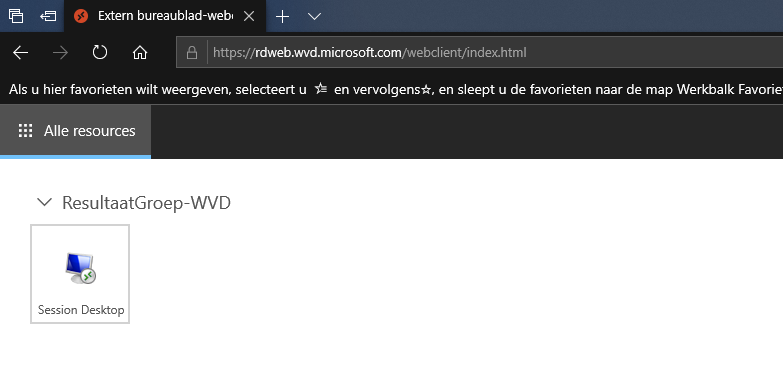 Extern bureaublad-web
https://rdweb.wvd.microsoft.com/webclient/index.html
Als u hier favorieten wilt weergeven, selecteert u en vervolgens, en sleept u de favorieten naar de map Werkbalk Favorie
Alle resources
ResultaatGroep-WVD
Session Desktop